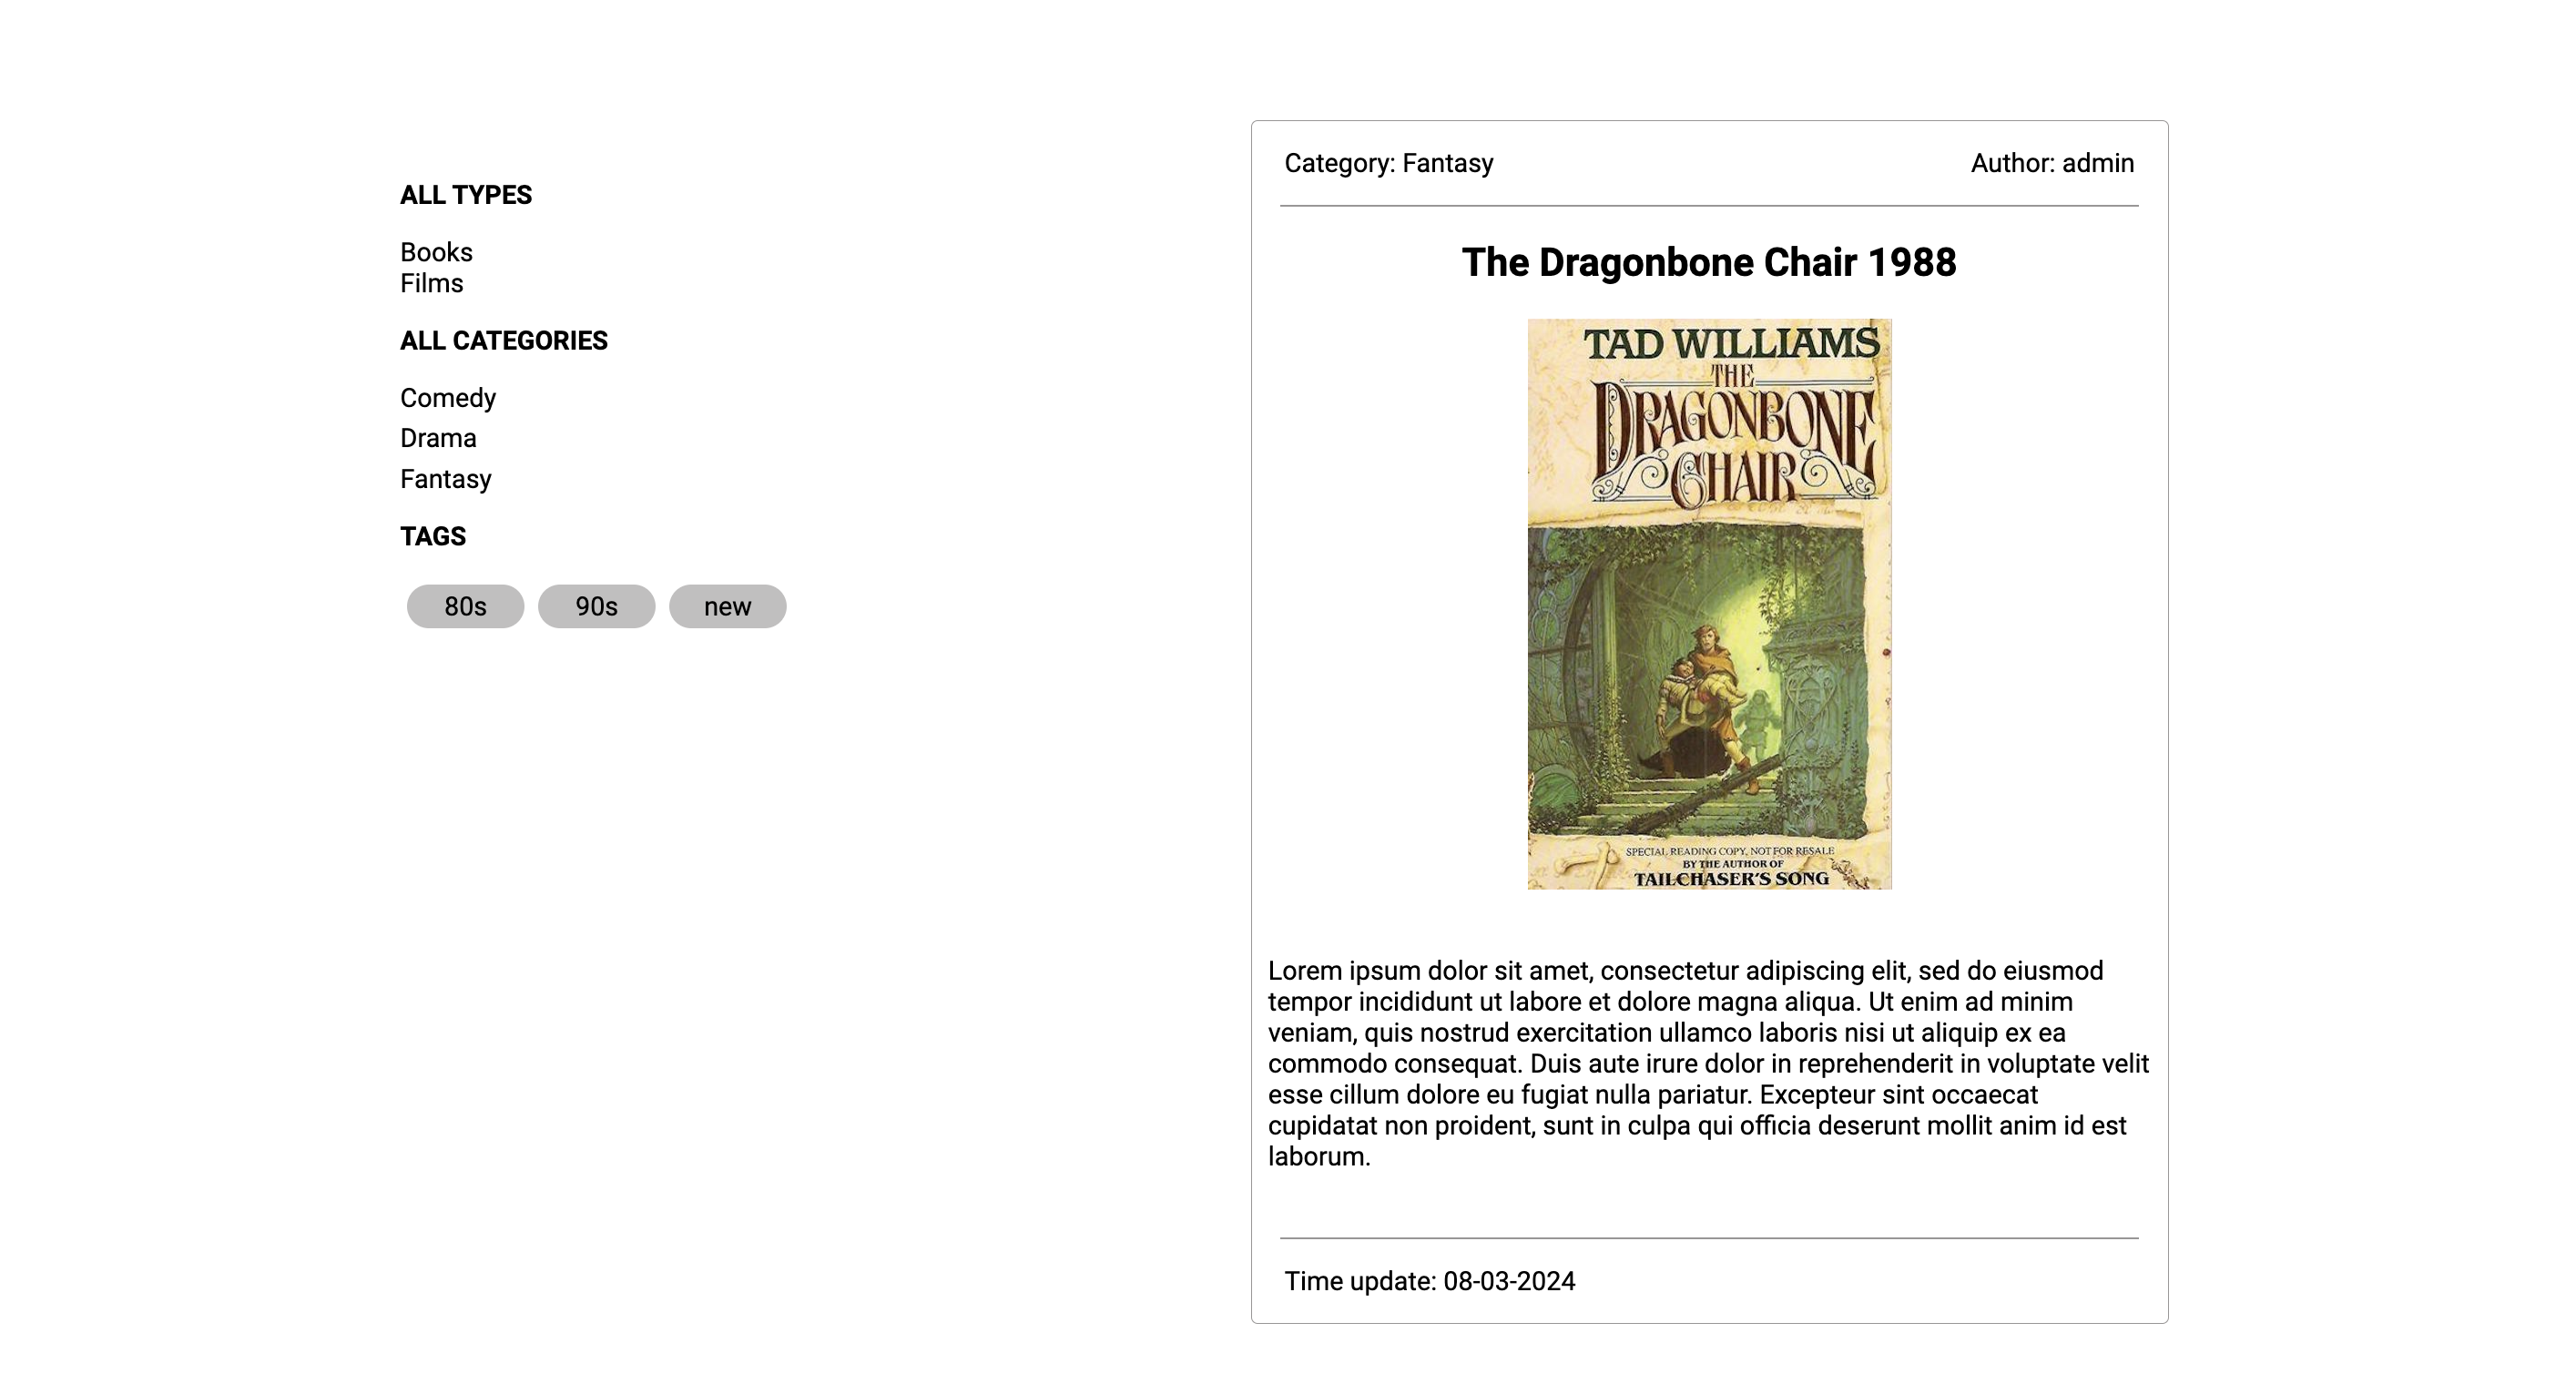 ALL TYPES
Books
Films
ALL CATEGORIES
Comedy
Drama
Fantasy
TAGS
80s 90s new
Category: Fantasy Author: admin
The Dragonbone Chair 1988
TAD WILLIAMS
THE
DRAGONBONE
CHAIR
SPECIAL READING COPY, NOT FOR RESALE
BY THE AUTHOR OF
TAILCHASER'S SONG
Lorem ipsum dolor sit amet, consectetur adipiscing elit, sed do eiusmod
tempor incididunt ut labore et dolore magna aliqua. Ut enim ad minim
veniam, quis nostrud exercitation ullamco laboris nisi ut aliquip ex ea
commodo consequat. Duis aute irure dolor in reprehenderit in voluptate velit
esse cillum dolore eu fugiat nulla pariatur. Excepteur sint occaecat
cupidatat non proident, sunt in culpa qui officia deserunt mollit anim id est
laborum.
Time update: 08-03-2024